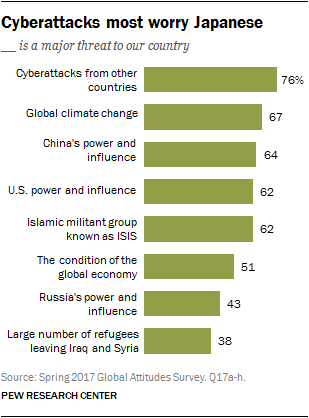 Cyberattacks most worry Japanese
__ is a major threat to our country
Cyberattacks from other
countries
76%
Global climate change
67
China's power and
influence
64
U.S. power and influence
62
Islamic militant group
known as ISIS
62
The condition of the
global economy
51
Russia's power and
influence
43
Large number of refugees
leaving Iraq and Syria
38
Source: Spring 2017 Global Attitudes Survey. Q17a-h.
PEW RESEARCH CENTER